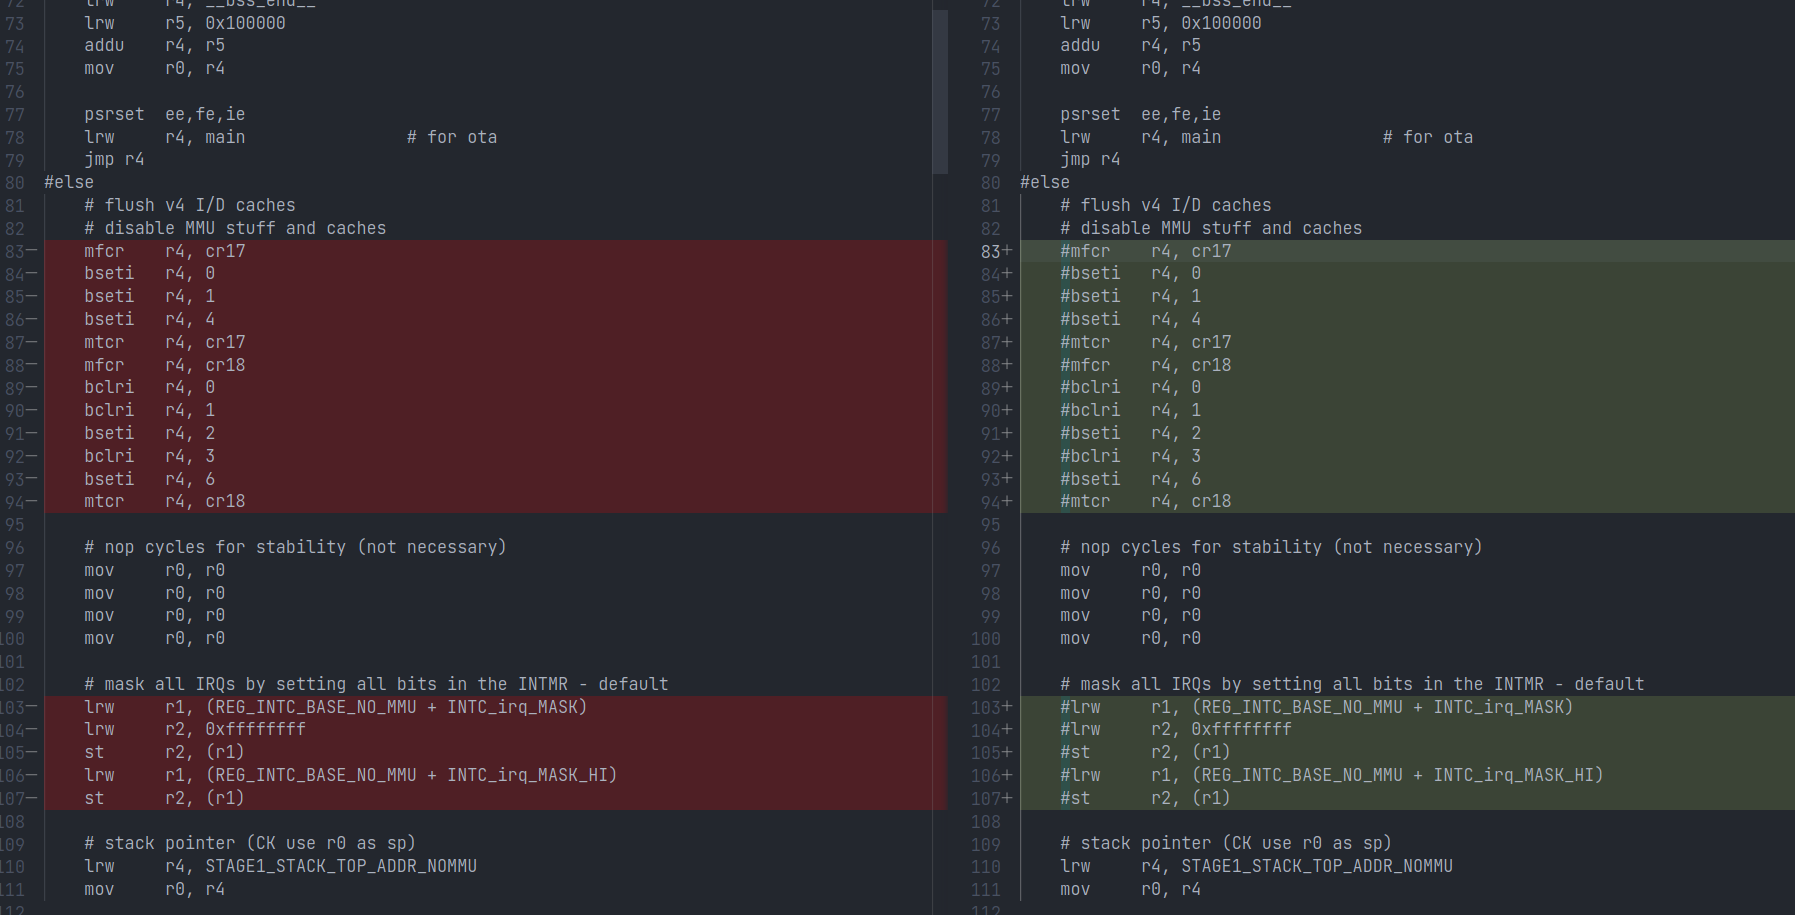 72 lrw r4, __bss_end__
73 lrw r5, 0x100000
74 addu r4, r5
75 mov r0, r4
76
77 psrset ee,fe,ie
78 lrw r4, main # for ota
79 jmp r4
80 #else
81 # flush v4 I/D caches
82 # disable MMU stuff and caches
83− mfcr r4, cr17
84− bseti r4, 0
85− bseti r4, 1
86− bseti r4, 4
87− mtcr r4, cr17
88− mfcr r4, cr18
89− bclri r4, 0
90− bclri r4, 1
91− bseti r4, 2
92− bclri r4, 3
93− bseti r4, 6
94− mtcr r4, cr18
95
96 # nop cycles for stability (not necessary)
97 mov r0, r0
98 mov r0, r0
99 mov r0, r0
100 mov r0, r0
101
102 # mask all IRQs by setting all bits in the INTMR - default
103− lrw r1, (REG_INTC_BASE_NO_MMU + INTC_irq_MASK)
104− lrw r2, 0xffffffff
105− st r2, (r1)
106− lrw r1, (REG_INTC_BASE_NO_MMU + INTC_irq_MASK_HI)
107− st r2, (r1)
108
109 # stack pointer (CK use r0 as sp)
110 lrw r4, STAGE1_STACK_TOP_ADDR_NOMMU
111 mov r0, r4
112
72 lrw r4, __bss_end__
73 lrw r5, 0x100000
74 addu r4, r5
75 mov r0, r4
76
77 psrset ee,fe,ie
78 lrw r4, main # for ota
79 jmp r4
80 #else
81 # flush v4 I/D caches
82 # disable MMU stuff and caches
83+ #mfcr r4, cr17
84+ #bseti r4, 0
85+ #bseti r4, 1
86+ #bseti r4, 4
87+ #mtcr r4, cr17
88+ #mfcr r4, cr18
89+ #bclri r4, 0
90+ #bclri r4, 1
91+ #bseti r4, 2
92+ #bclri r4, 3
93+ #bseti r4, 6
94+ #mtcr r4, cr18
95
96 # nop cycles for stability (not necessary)
97 mov r0, r0
98 mov r0, r0
99 mov r0, r0
100 mov r0, r0
101
102 # mask all IRQs by setting all bits in the INTMR - default
103+ #lrw r1, (REG_INTC_BASE_NO_MMU + INTC_irq_MASK)
104+ #lrw r2, 0xffffffff
105+ #st r2, (r1)
106+ #lrw r1, (REG_INTC_BASE_NO_MMU + INTC_irq_MASK_HI)
107+ #st r2, (r1)
108
109 # stack pointer (CK use r0 as sp)
110 lrw r4, STAGE1_STACK_TOP_ADDR_NOMMU
111 mov r0, r4
112